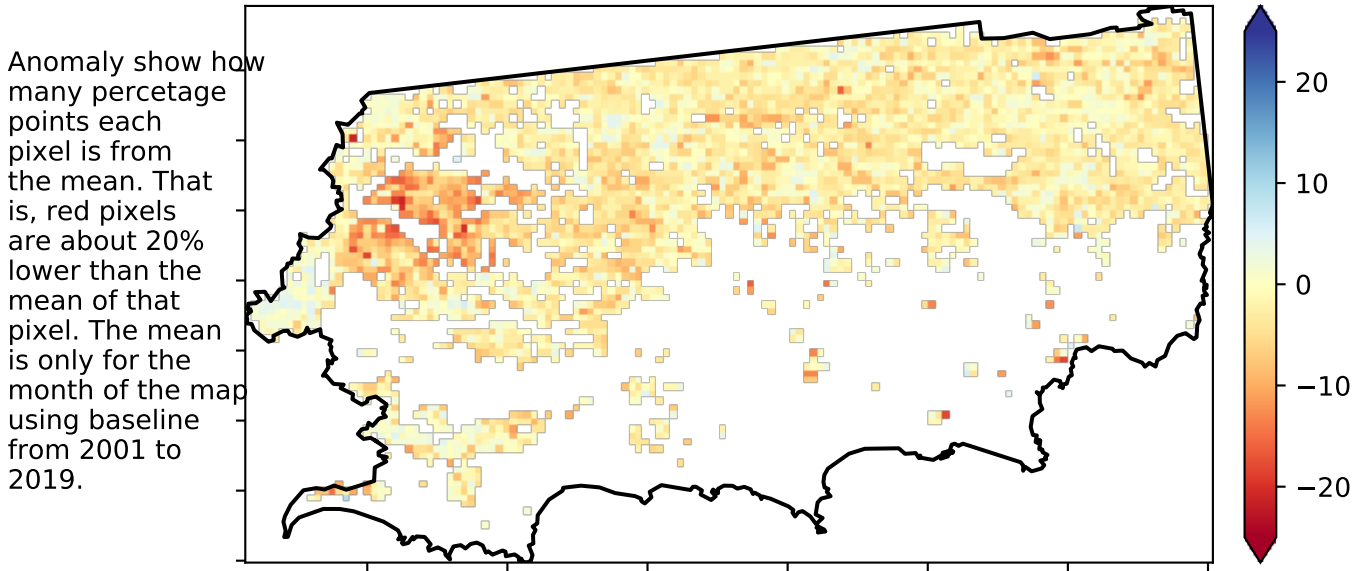 Anomaly show how
many percetage
points each
pixel is from
the mean. That
is, red pixels
are about 20%
lower than the
mean of that
pixel. The mean
is only for the
month of the map
using baseline
from 2001 to
2019.
20
10
0
−10
−20